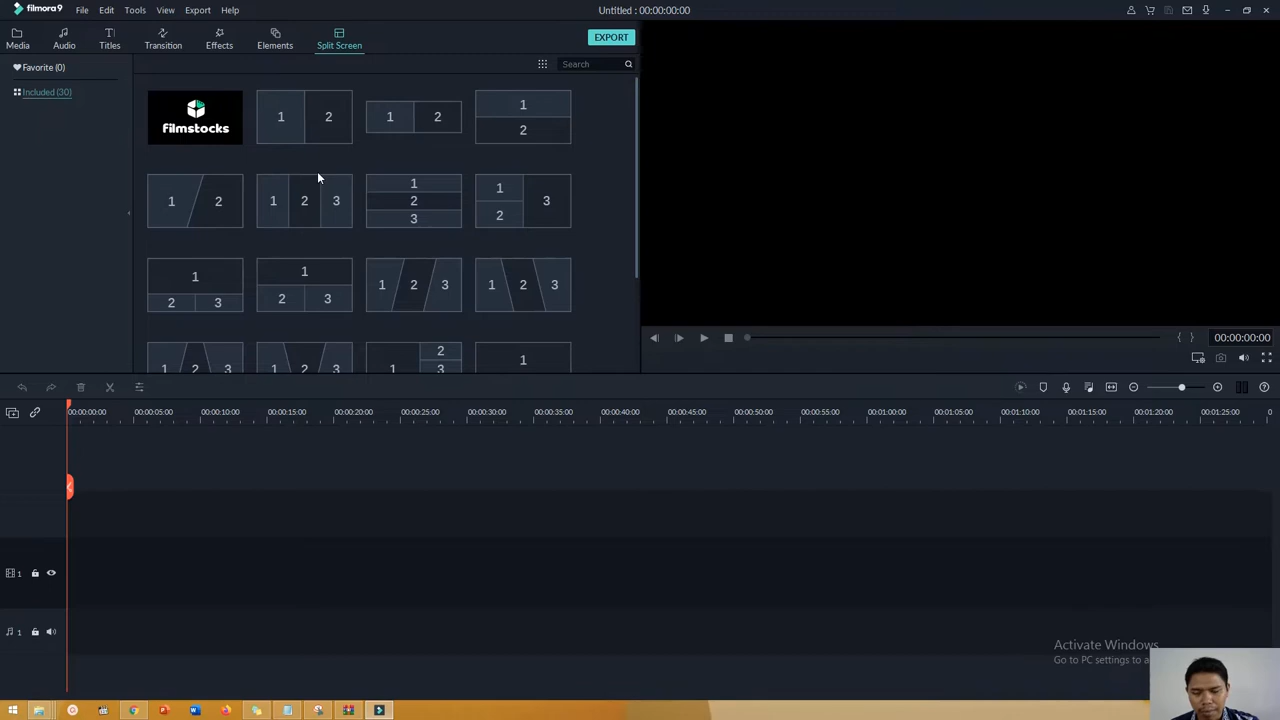 filmora 9
File Edit Tools View Export Help
Untitled : 00:00:00:00
Media Audio Titles Transition Effects Elements Split Screen
EXPORT
Favorite (0)
Included (30)
Search
filmstocks
1 2
1 2
1
2
1 2
1 2 3
1
2
3
1
2
3
1
2 3
1
2 3
1 2 3
1 2 3
1 2 3
1 2 3
1
2
3
1
00:00:00:00
00:00:00:00 00:00:05:00 00:00:10:00 00:00:15:00 00:00:20:00 00:00:25:00 00:00:30:00 00:00:35:00 00:00:40:00 00:00:45:00 00:00:50:00 00:00:55:00 00:01:00:00 00:01:05:00 00:01:10:00 00:01:15:00 00:01:20:00 00:01:25:00 0
1
1
Activate Windows
Go to PC settings to a